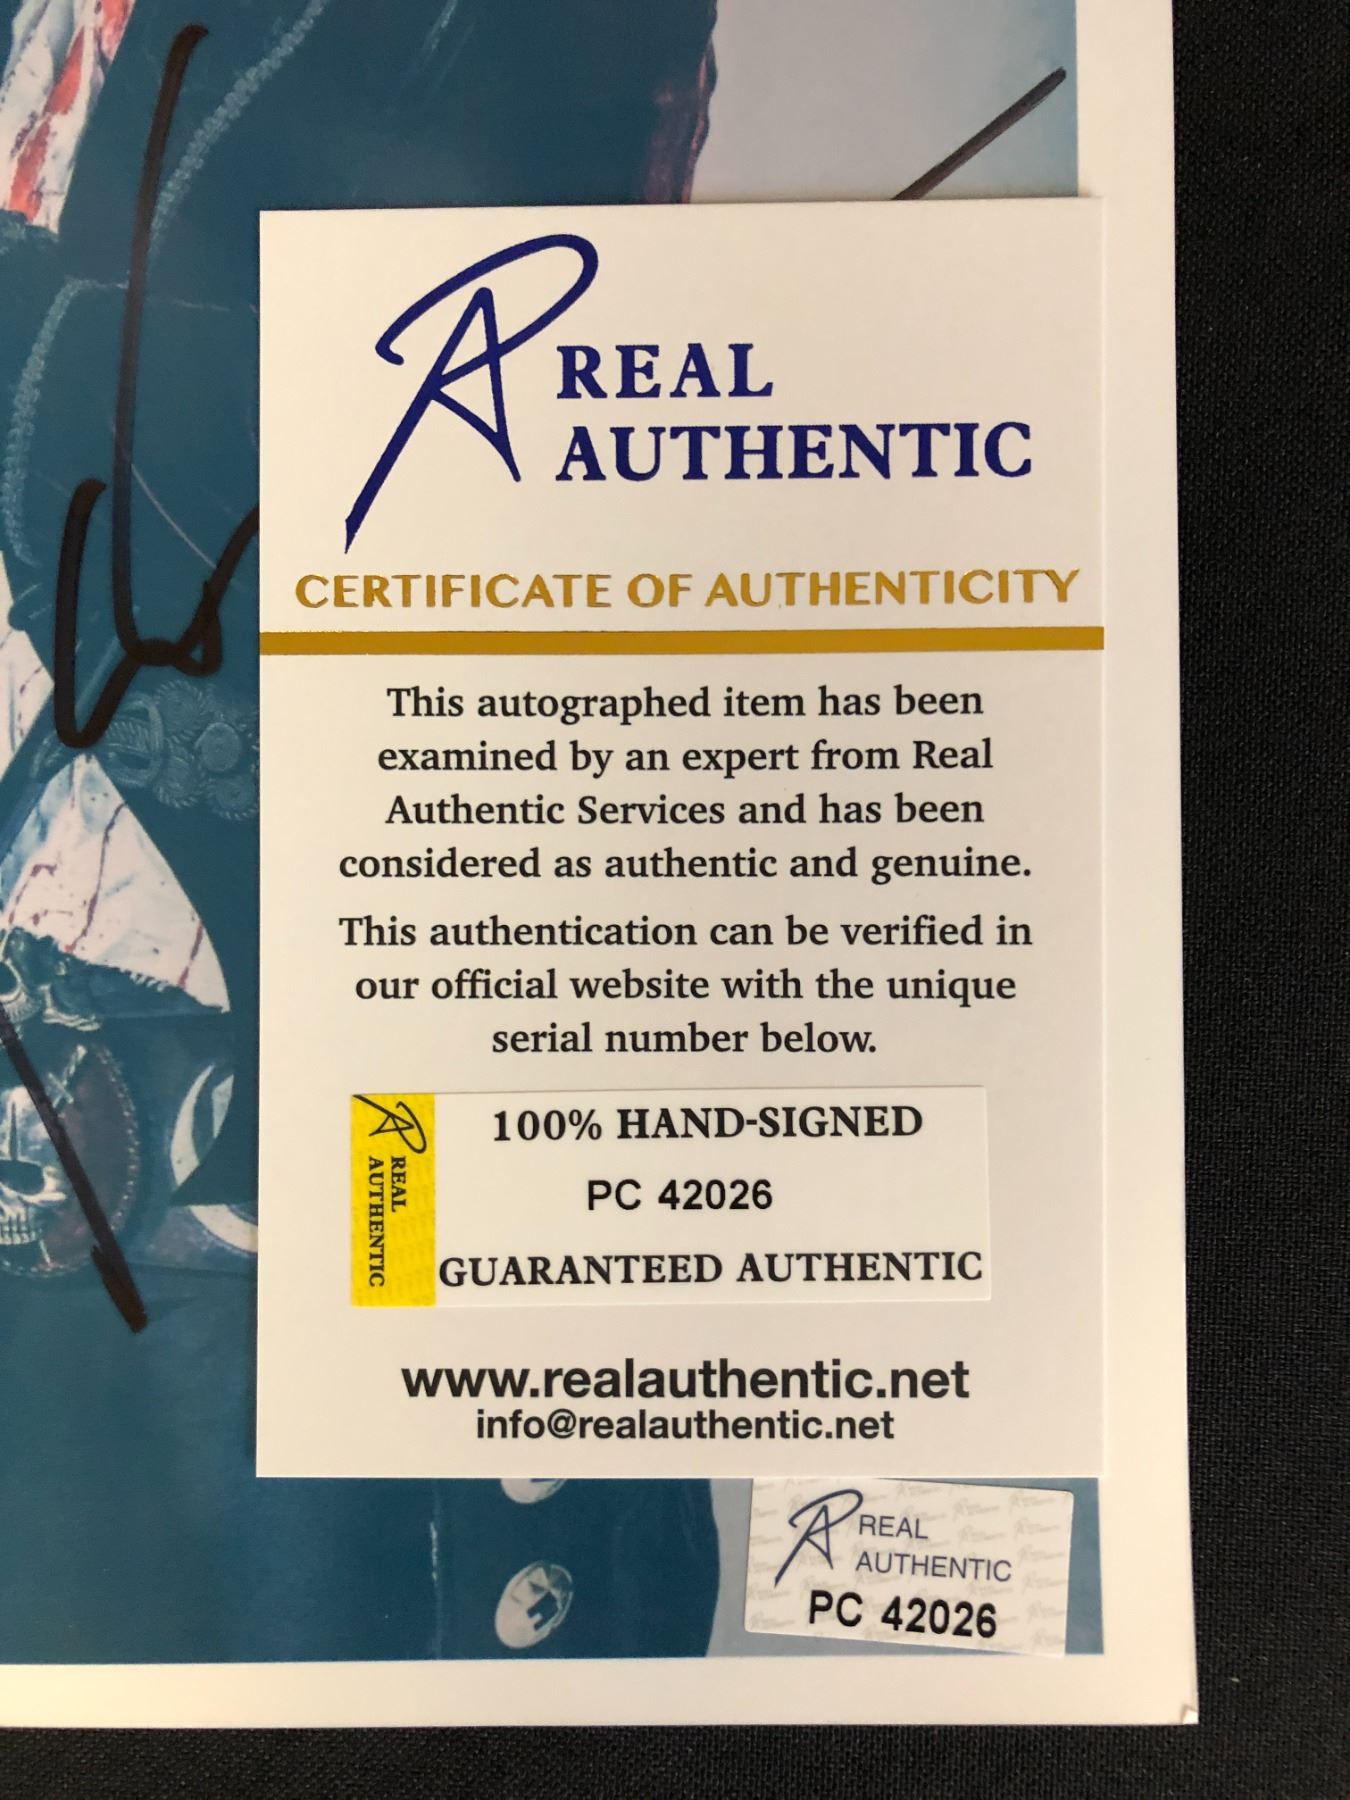 REAL
AUTHENTIC
CERTIFICATE OF AUTHENTICITY
This autographed item has been
examined by an expert from Real
Authentic Services and has been
considered as authentic and genuine.
This authentication can be verified in
our official website with the unique
serial number below.
REAL
AUTHENTIC
100% HAND-SIGNED
PC 42026
GUARANTEED AUTHENTIC
www.realauthentic.net
info@realauthentic.net
REAL
AUTHENTIC
PC 42026